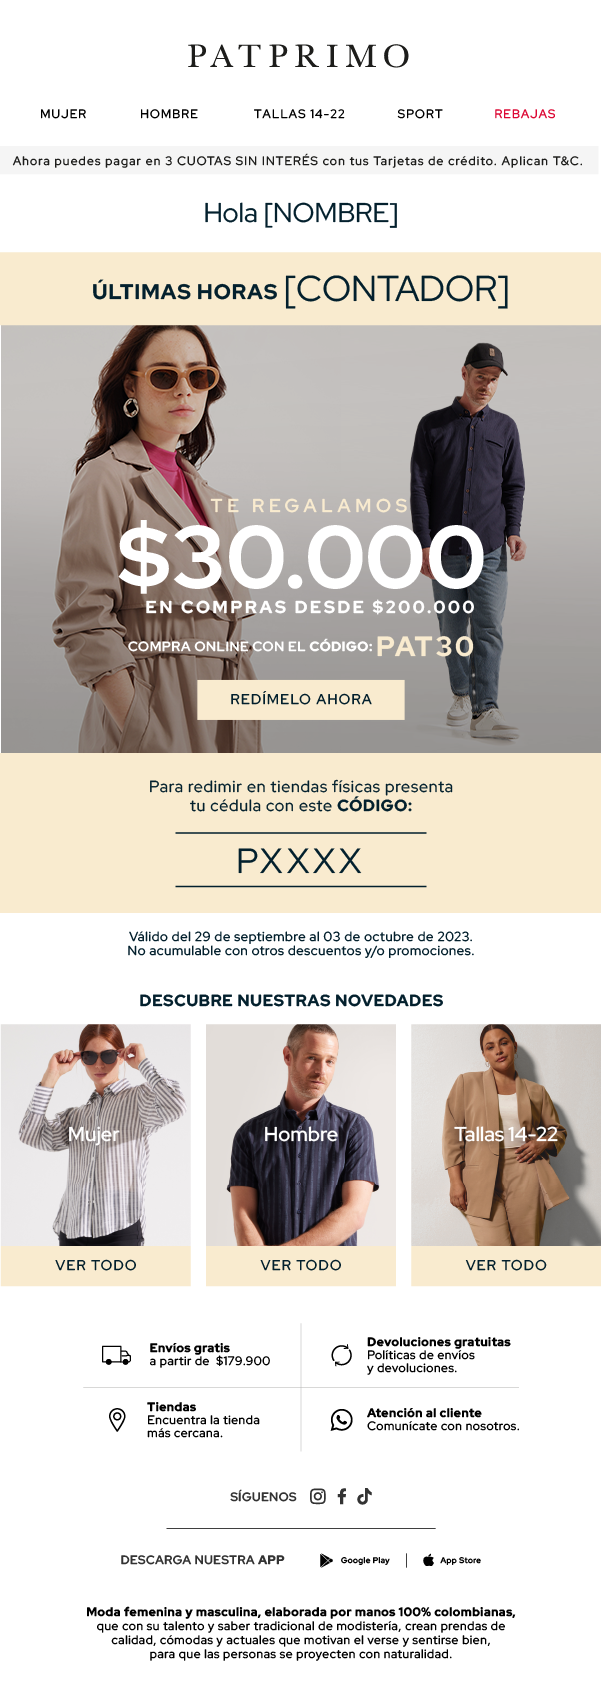 PATPRIMO
MUJER HOMBRE TALLAS 14-22 SPORT REBAJAS
Ahora puedes pagar en 3 CUOTAS SIN INTERÉS con tus Tarjetas de crédito. Aplican T&C.
Hola [NOMBRE]
ÚLTIMAS HORAS [CONTADOR]
TE REGALAMOS
$30.000
EN COMPRAS DESDE $200.000
COMPRA ONLINE CON EL CÓDIGO: PAT30
REDÍMELO AHORA
Para redimir en tiendas físicas presenta
tu cédula con este CÓDIGO:
PXXXX
Válido del 29 de septiembre al 03 de octubre de 2023.
No acumulable con otros descuentos y/o promociones.
DESCUBRE NUESTRAS NOVEDADES
Mujer Hombre Tallas 14-22
VER TODO VER TODO VER TODO
Envíos gratis
a partir de $179.900
Devoluciones gratuitas
Políticas de envíos
y devoluciones.
Tiendas
Encuentra la tienda
más cercana.
Atención al cliente
Comunícate con nosotros.
SÍGUENOS
DESCARGA NUESTRA APP Google Play App Store
Moda femenina y masculina, elaborada por manos 100% colombianas,
que con su talento y saber tradicional de modistería, crean prendas de
calidad, cómodas y actuales que motivan el verse y sentirse bien,
para que las personas se proyecten con naturalidad.